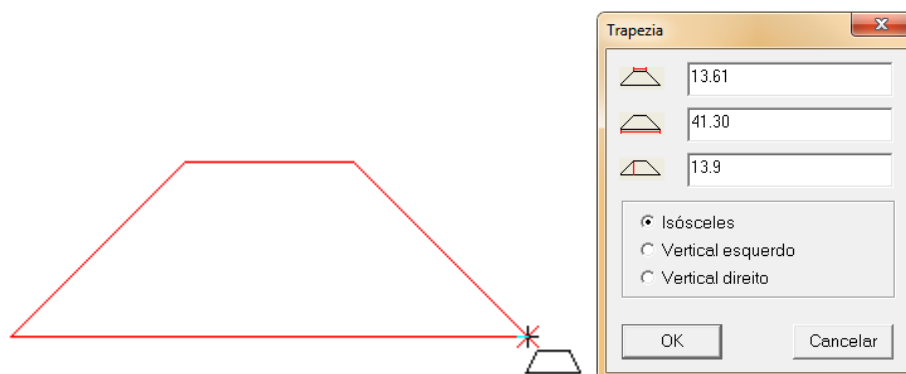 Trapezia
13.61
41.30
13.9
Isósceles
Vertical esquerdo
Vertical direito
OK
Cancelar